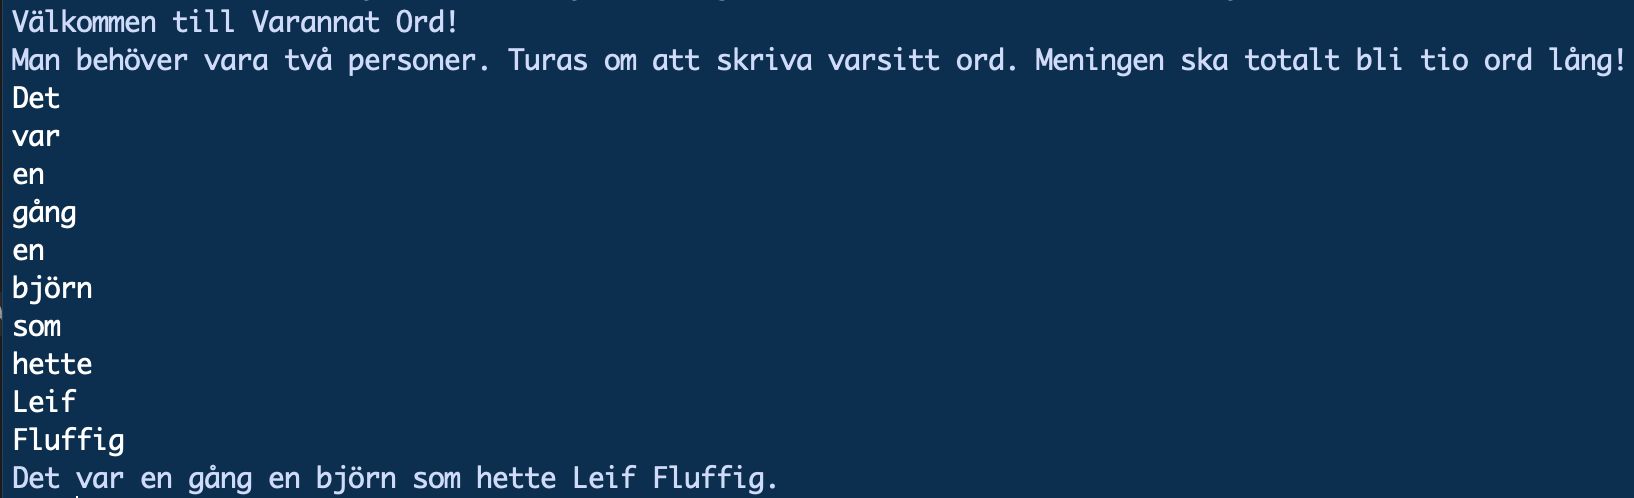 Välkommen till Varannat Ord!
Man behöver vara två personer. Turas om att skriva varsitt ord. Meningen ska totalt bli tio ord lång!
Det
var
en
gång
en
björn
som
hette
Leif
Fluffig
Det var en gång en björn som hette Leif Fluffig.